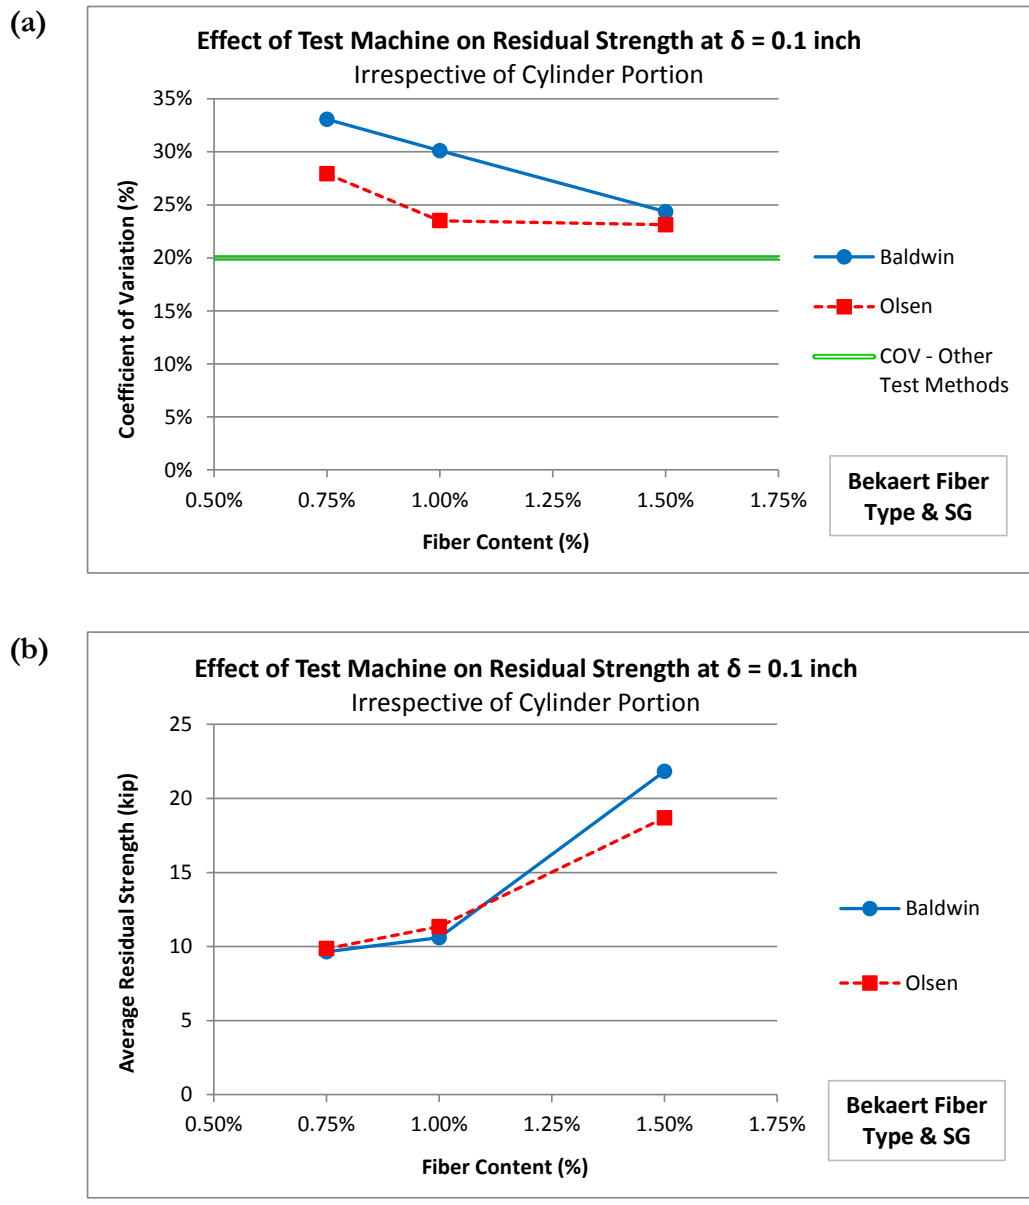 (a)
Effect of Test Machine on Residual Strength at δ = 0.1 inch
Irrespective of Cylinder Portion
35%
30%
25%
20%
15%
10%
5%
0%
Coefficient of Variation (%)
0.50%
0.75%
1.00%
1.25%
1.50%
1.75%
Fiber Content (%)
Baldwin
Olsen
COV - Other
Test Methods
Bekaert Fiber
Type & SG
(b)
Effect of Test Machine on Residual Strength at δ = 0.1 inch
Irrespective of Cylinder Portion
25
20
15
10
5
0
Average Residual Strength (kip)
0.50%
0.75%
1.00%
1.25%
1.50%
1.75%
Fiber Content (%)
Baldwin
Olsen
Bekaert Fiber
Type & SG